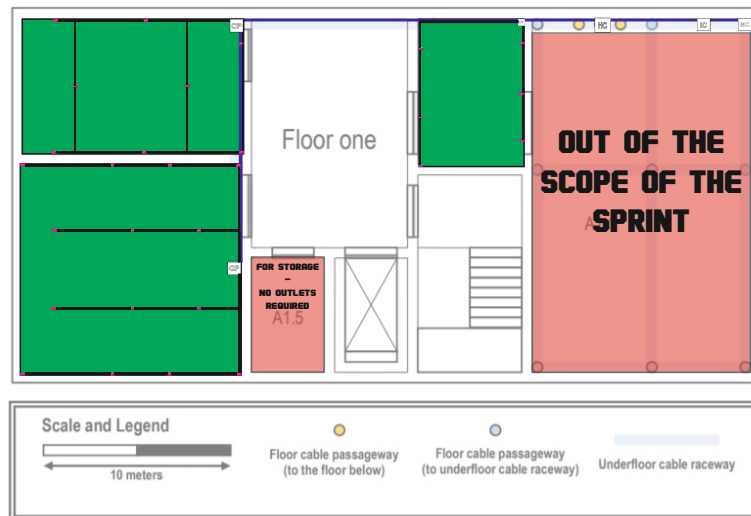 CP
HC
IC
Floor one
OUT OF THE
SCOPE OF THE
SPRINT
CP
FOR STORAGE
-
NO OUTLETS
REQUIRED
A1.5
Scale and Legend
10 meters
Floor cable passageway
(to the floor below)
Floor cable passageway
(to underfloor cable raceway)
Underfloor cable raceway